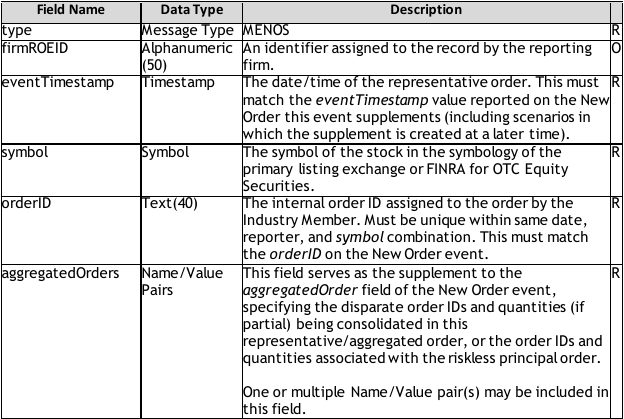 Field Name Data Type Description
type Message Type MENOS R
firmROEID Alphanumeric (50) An identifier assigned to the record by the reporting firm. O
eventTimestamp Timestamp The date/time of the representative order. This must R
match the eventTimestamp value reported on the New
Order this event supplements (including scenarios in
which the supplement is created at a later time).
symbol Symbol The symbol of the stock in the symbology of the R
primary listing exchange or FINRA for OTC Equity
Securities.
orderID Text(40) The internal order ID assigned to the order by the R
Industry Member. Must be unique within same date,
reporter, and symbol combination. This must match
the orderID on the New Order event.
aggregatedOrders Name/Value Pairs This field serves as the supplement to the R
aggregatedOrder field of the New Order event,
specifying the disparate order IDs and quantities (if
partial) being consolidated in this
representative/aggregated order, or the order IDs and
quantities associated with the riskless principal order.
One or multiple Name/Value pair(s) may be included in
this field.